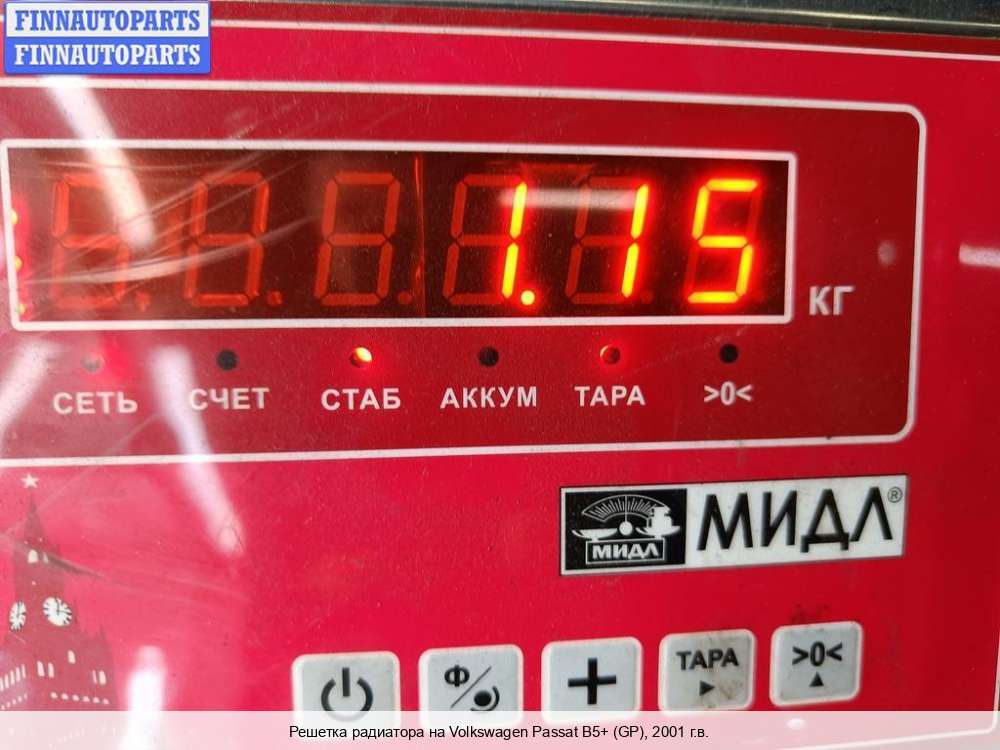 FINNAUTOPARTS
FINNAUTOPARTS
1.15
КГ
СЕТЬ СЧЕТ СТАБ АККУМ ТАРА >0<
МИДЛ МИДЛ®
Ф ТАРА >0<
Решетка радиатора на Volkswagen Passat B5+ (GP), 2001 г.в.